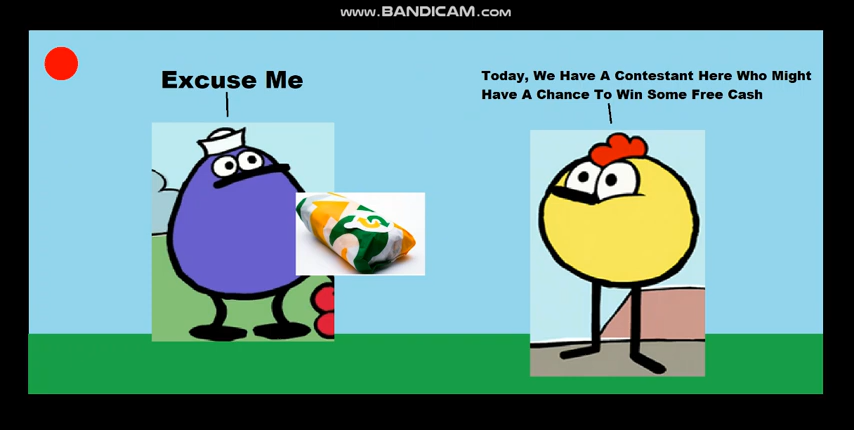 www.BANDICAM.com
Excuse Me
Today, We Have A Contestant Here Who Might
Have A Chance To Win Some Free Cash